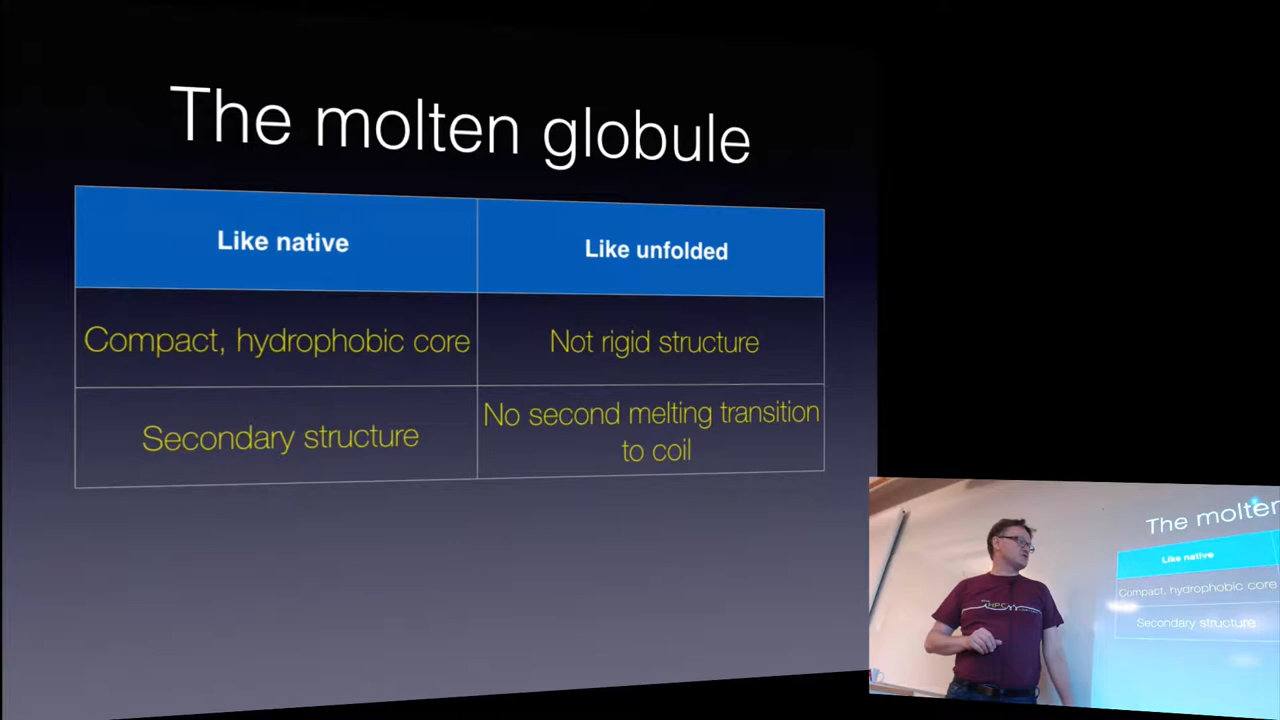 The molten globule
Like native
Like unfolded
Compact, hydrophobic core
Not rigid structure
Secondary structure
No second melting transition
to coil
The molten
Like native
Compact, hydrophobic core
Secondary structure
HPC